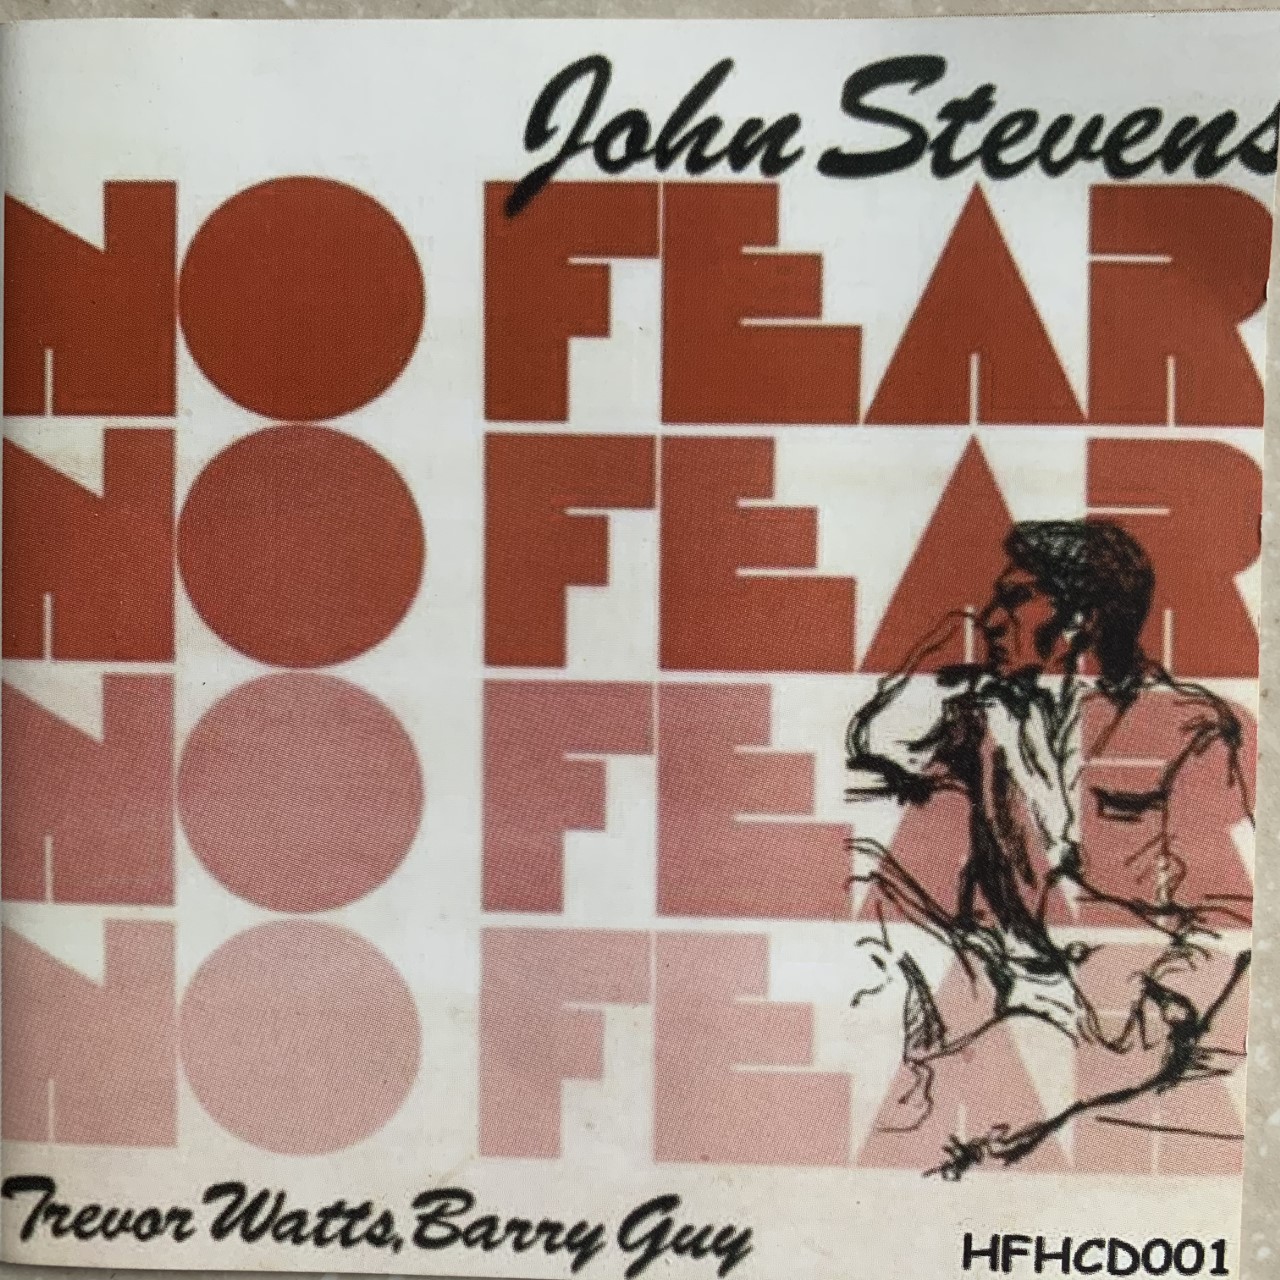 John Stevens
NO FEAR
NO FEAR
NO FEAR
NO FEAR
Trevor Watts, Barry Guy
HFHCD001